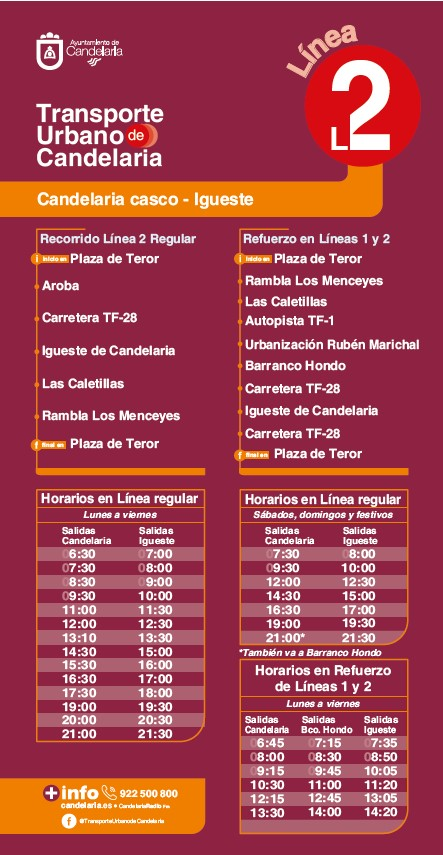 Ayuntamiento de
Candelaria
Línea
L2
Transporte
Urbano de
Candelaria
Candelaria casco - Igueste
Recorrido Línea 2 Regular
i inicio en Plaza de Teror
Aroba
Carretera TF-28
Igueste de Candelaria
Las Caletillas
Rambla Los Menceyes
f final en Plaza de Teror
Refuerzo en Líneas 1 y 2
i inicio en Plaza de Teror
Rambla Los Menceyes
Las Caletillas
Autopista TF-1
Urbanización Rubén Marichal
Barranco Hondo
Carretera TF-28
Igueste de Candelaria
Carretera TF-28
f final en Plaza de Teror
Horarios en Línea regular
Lunes a viernes
Salidas Salidas
Candelaria Igueste
06:30 07:00
07:30 08:00
08:30 09:00
09:30 10:00
11:00 11:30
12:00 12:30
13:10 13:30
14:30 15:00
15:30 16:00
16:30 17:00
17:30 18:00
19:00 19:30
20:00 20:30
21:00 21:30
Horarios en Línea regular
Sábados, domingos y festivos
Salidas Salidas
Candelaria Igueste
07:30 08:00
09:30 10:00
12:00 12:30
14:30 15:00
16:30 17:00
19:00 19:30
21:00* 21:30
*También va a Barranco Hondo
Horarios en Refuerzo
de Líneas 1 y 2
Lunes a viernes
Salidas Salidas Salidas
Candelaria Bco. Hondo Igueste
06:45 07:15 07:35
08:00 08:30 08:50
09:15 09:45 10:05
10:30 11:00 11:20
12:15 12:45 13:05
13:30 14:00 14:20
+info 922 500 800
candelaria.es • CandelariaRadio Fm
f @TransporteUrbanodeCandelaria